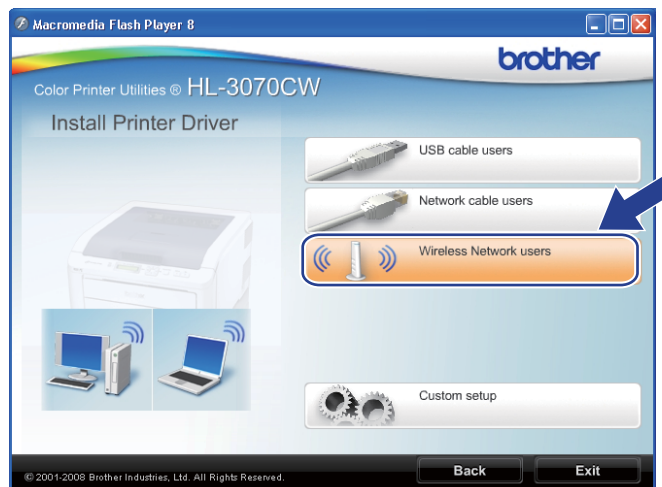 Macromedia Flash Player 8
brother
Color Printer Utilities ® HL-3070CW
Install Printer Driver
USB cable users
Network cable users
Wireless Network users
Custom setup
© 2001-2008 Brother Industries, Ltd. All Rights Reserved.
Back
Exit